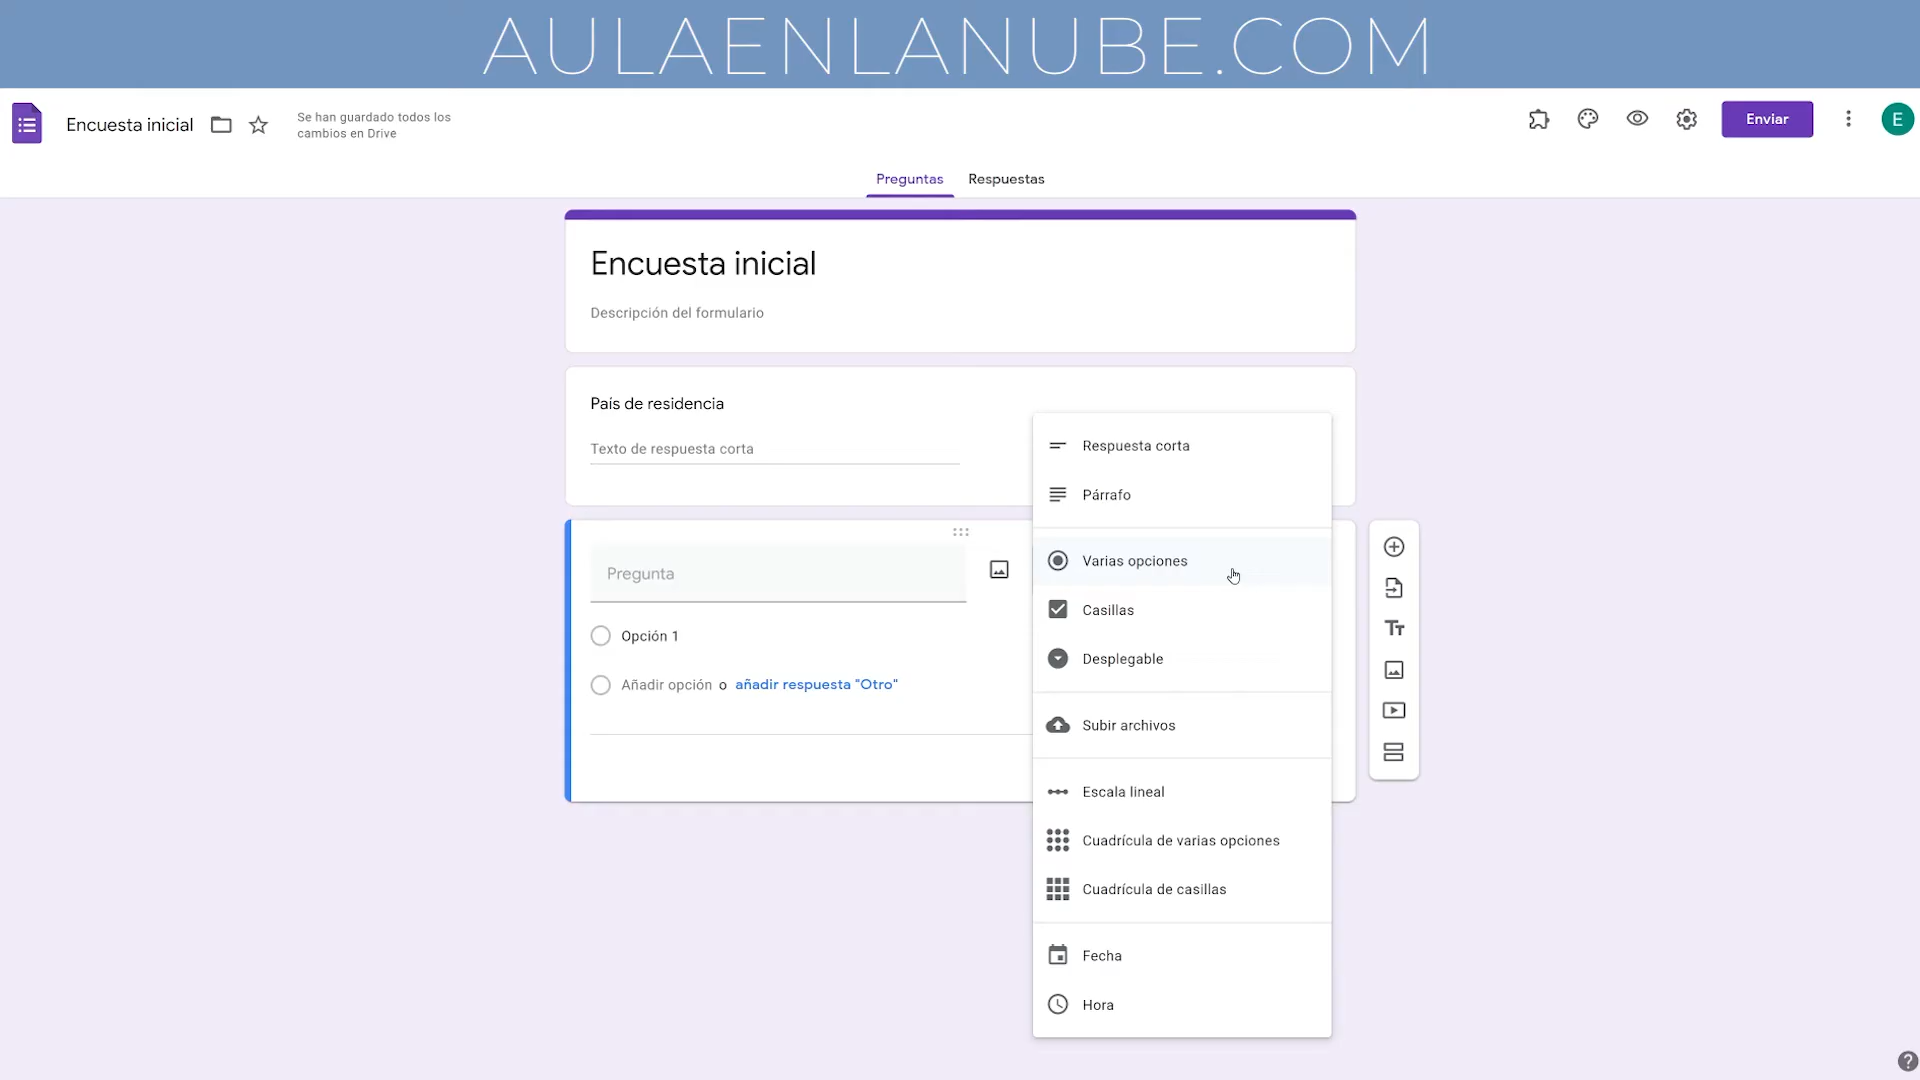 AULAENLANUBE.COM
Encuesta inicial
Se han guardado todos los
cambios en Drive
Enviar
E
Preguntas
Respuestas
Encuesta inicial
Descripción del formulario
País de residencia
Texto de respuesta corta
Pregunta
Opción 1
Añadir opción o añadir respuesta "Otro"
Respuesta corta
Párrafo
Varias opciones
Casillas
Desplegable
Subir archivos
Escala lineal
Cuadrícula de varias opciones
Cuadrícula de casillas
Fecha
Hora
Tт
?